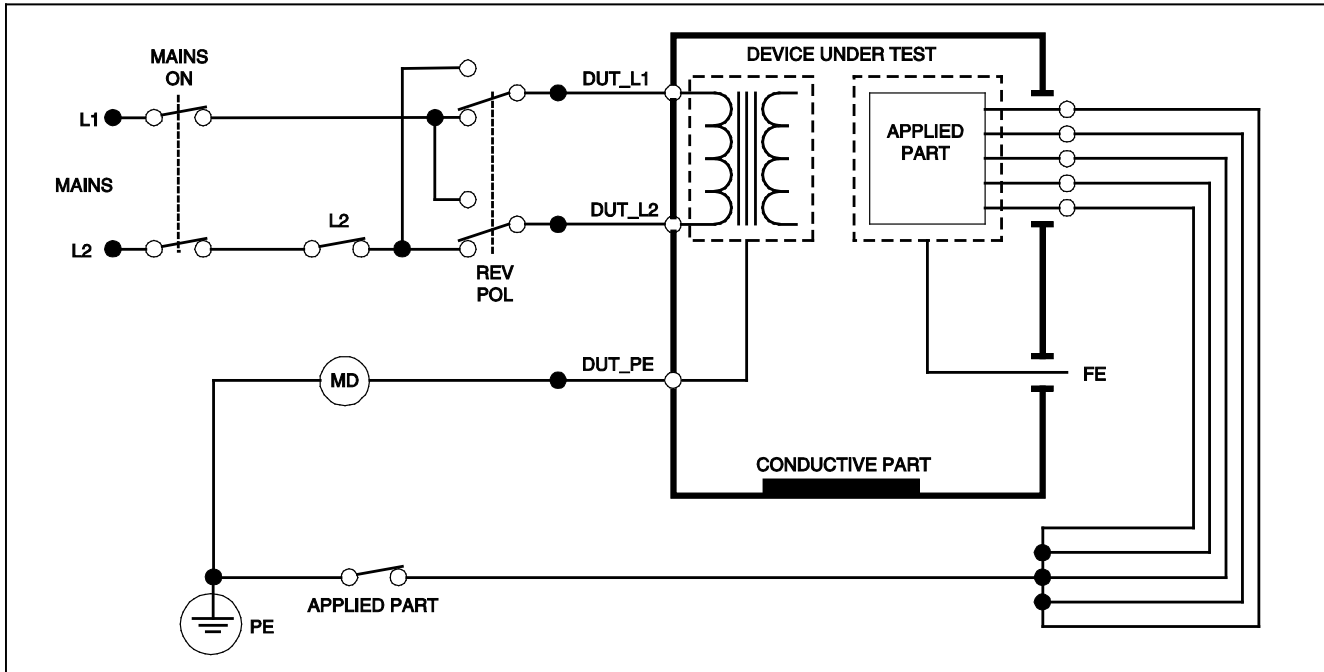 DEVICE UNDER TEST
MAINS
ON
DUT_L1
L1
APPLIED
PART
MAINS
L2
DUT_L2
L2
REV
POL
DUT_PE
MD
FE
CONDUCTIVE PART
APPLIED PART
PE